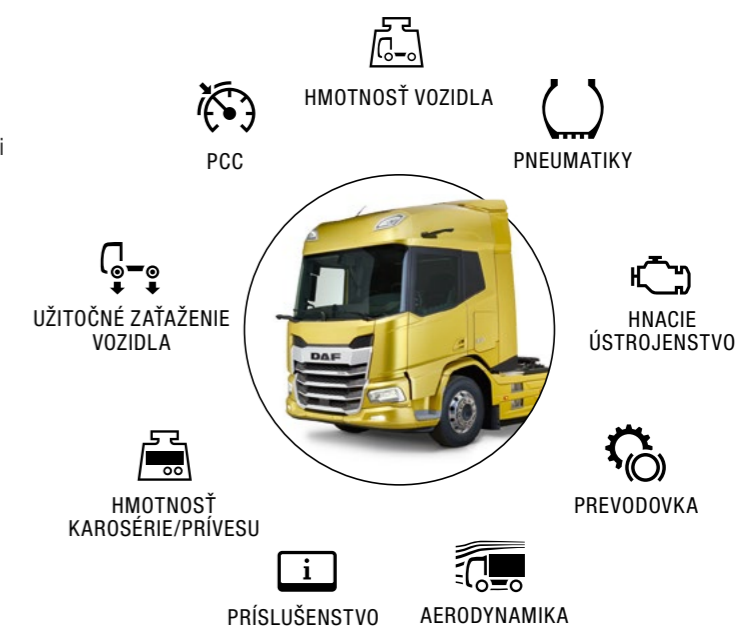 HMOTNOSŤ VOZIDLA
PCC
PNEUMATIKY
i
UŽITOČNÉ ZAŤAŽENIE
VOZIDLA
DAF
HNACIE
ÚSTROJENSTVO
HMOTNOSŤ
KAROSÉRIE/PRÍVESU
PREVODOVKA
i
PRÍSLUŠENSTVO
AERODYNAMIKA